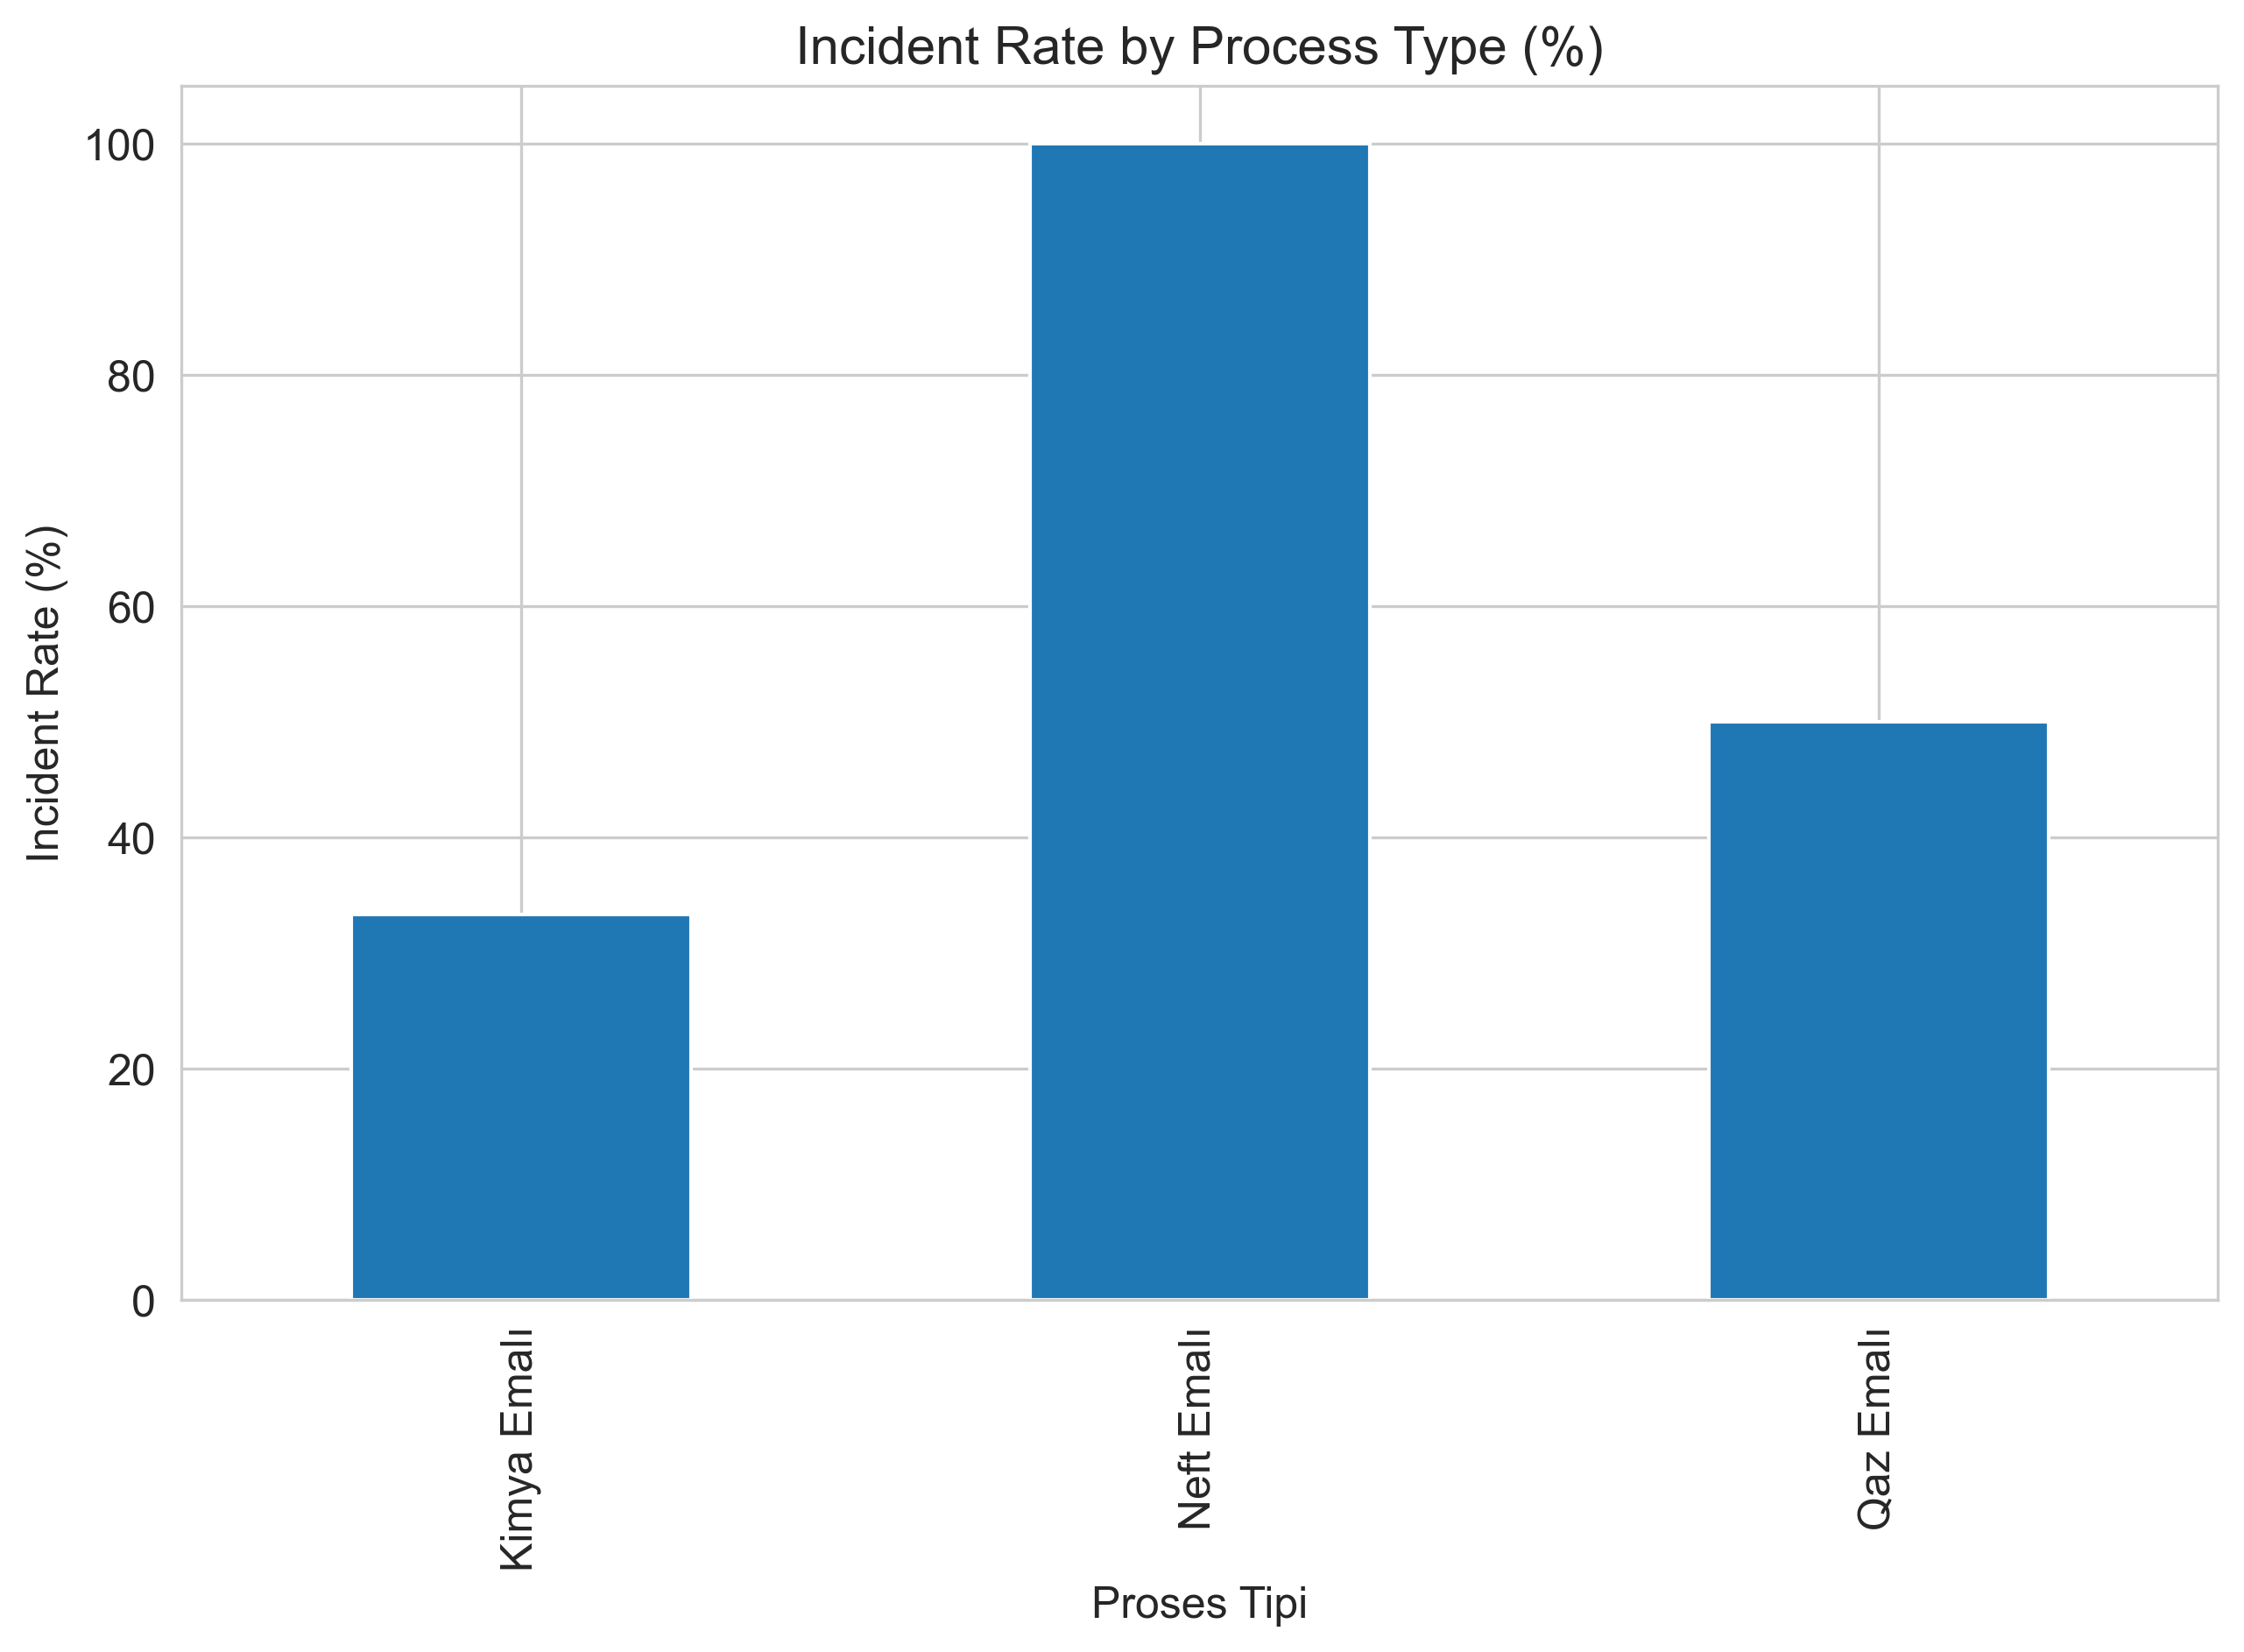 Incident Rate by Process Type (%)
Incident Rate (%)
100
80
60
40
20
0
Kimya Emalı
Neft Emalı
Qaz Emalı
Proses Tipi